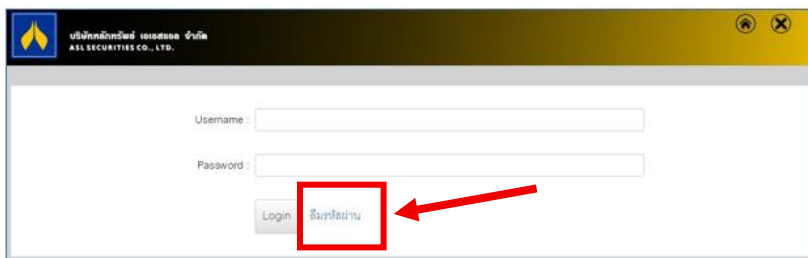 บริษัทหลักทรัพย์ เอเอสแอล จำกัด
ASL SECURITIES CO., LTD.
Username :
Password :
Login ลืมรหัสผ่าน